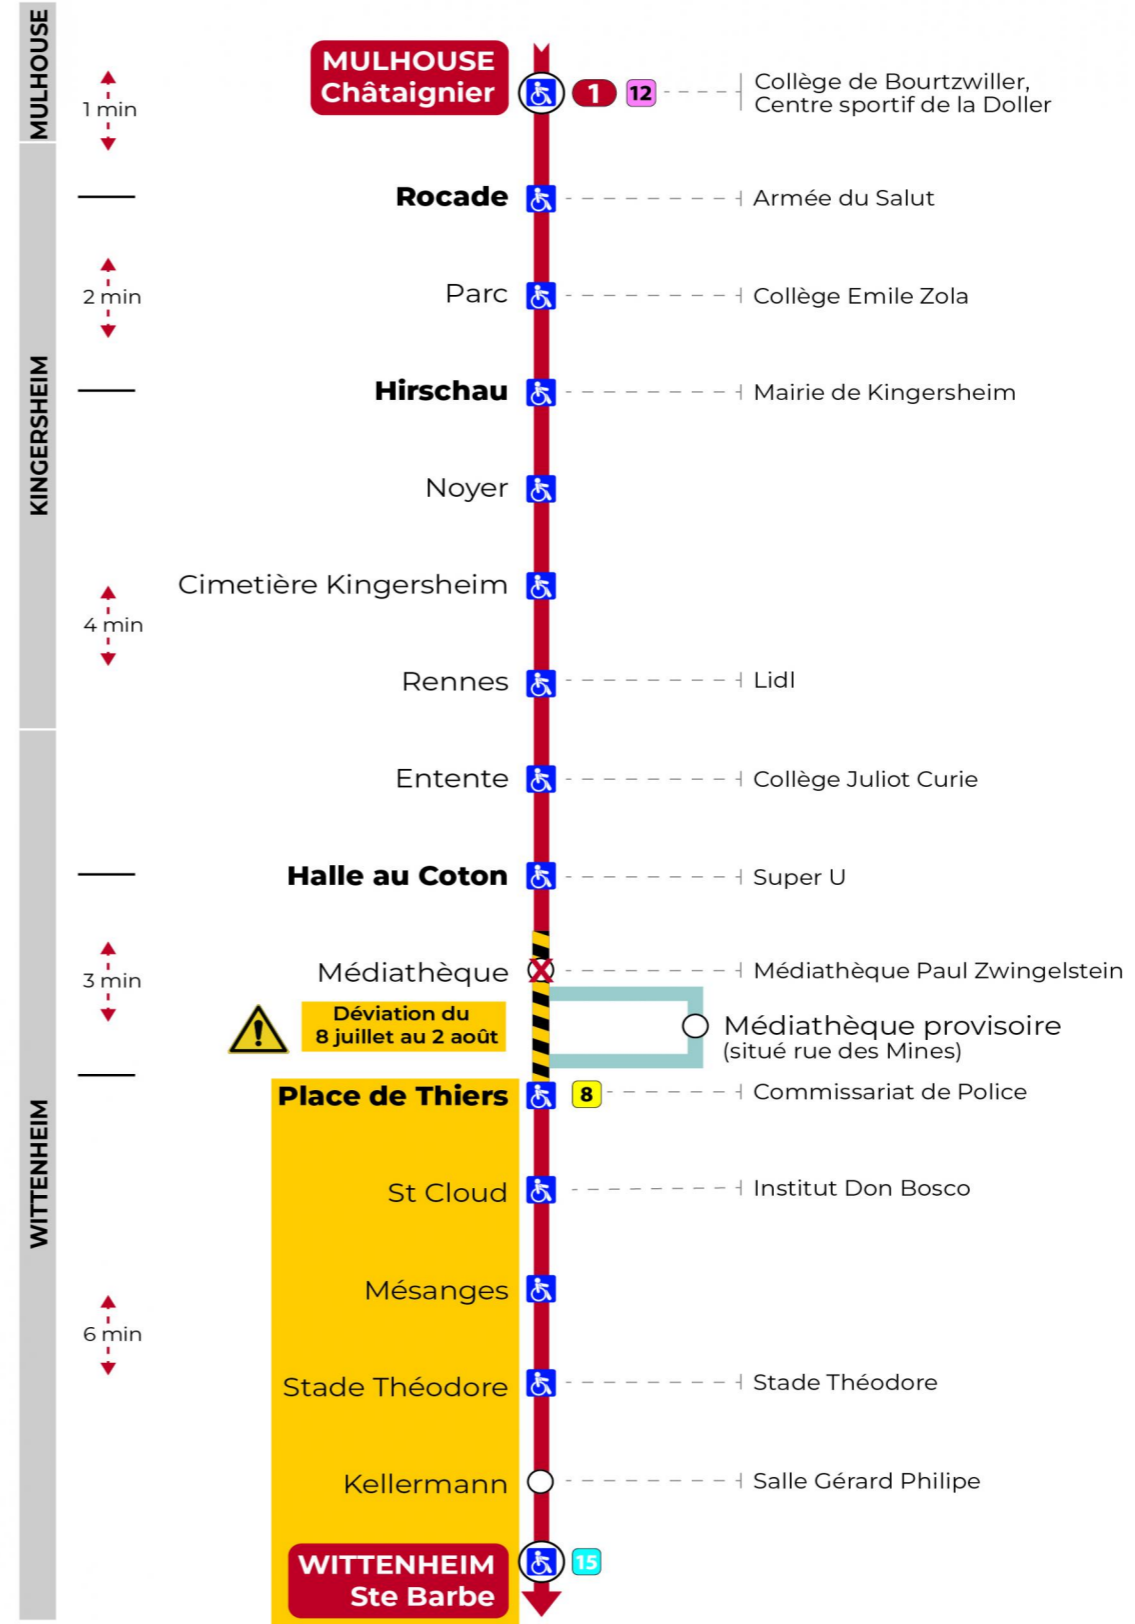 MULHOUSE
KINGERSHEIM
WITTENHEIM
MULHOUSE
Châtaignier
1
12
Collège de Bourtzwiller,
Centre sportif de la Doller
1 min
Rocade
Armée du Salut
2 min
Parc
Collège Emile Zola
Hirschau
Mairie de Kingersheim
Noyer
Cimetière Kingersheim
4 min
Rennes
Lidl
Entente
Collège Juliot Curie
Halle au Coton
Super U
3 min
Médiathèque
Médiathèque Paul Zwingelstein
Déviation du
8 juillet au 2 août
Médiathèque provisoire
(situé rue des Mines)
Place de Thiers
8
Commissariat de Police
St Cloud
Institut Don Bosco
Mésanges
6 min
Stade Théodore
Stade Théodore
Kellermann
Salle Gérard Philipe
WITTENHEIM
Ste Barbe
15